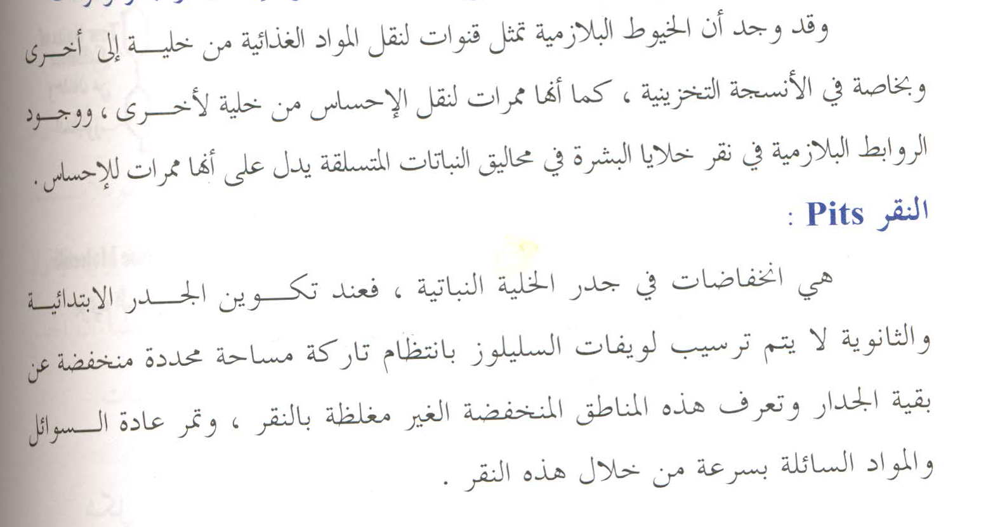 وقد وجد أن الخيوط البلازمية تمثل قنوات لنقل المواد الغذائية من خليـــة إلى أخـــرى
وبخاصة في الأنسجة التخزينية ، كما أنها ممرات لنقل الإحساس من خلية لأخـــرى ، ووجـــود
الروابط البلازمية في نقر خلايا البشرة في محاليق النباتات المتسلقة يدل على أنها ممرات للإحساس .
النقر Pits :
هي انخفاضات في جدر الخلية النباتية ، فعند تكـــوين الجـــدر الابتدائيـــة
والثانوية لا يتم ترسيب لويفات السليلوز بانتظام تاركة مساحة محددة منخفضة عن
بقية الجدار وتعرف هذه المناطق المنخفضة الغير مغلظة بالنقر ، وتمر عادة الـــسوائل
والمواد السائلة بسرعة من خلال هذه النقر .